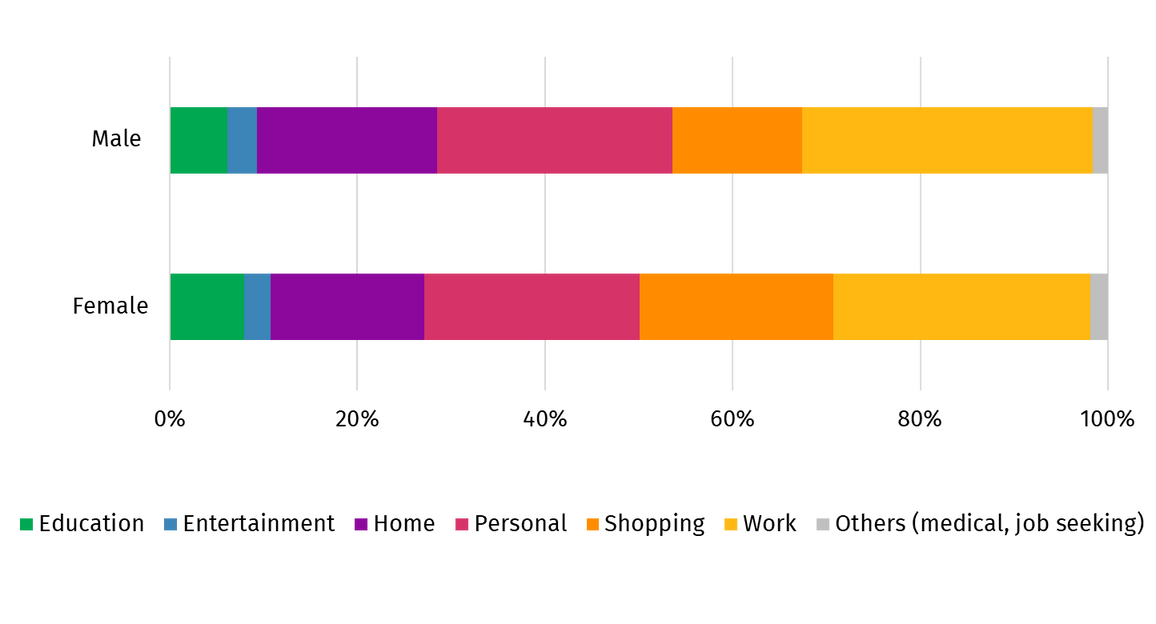 Male
Female
0% 20% 40% 60% 80% 100%
Education Entertainment Home Personal Shopping Work Others (medical, job seeking)